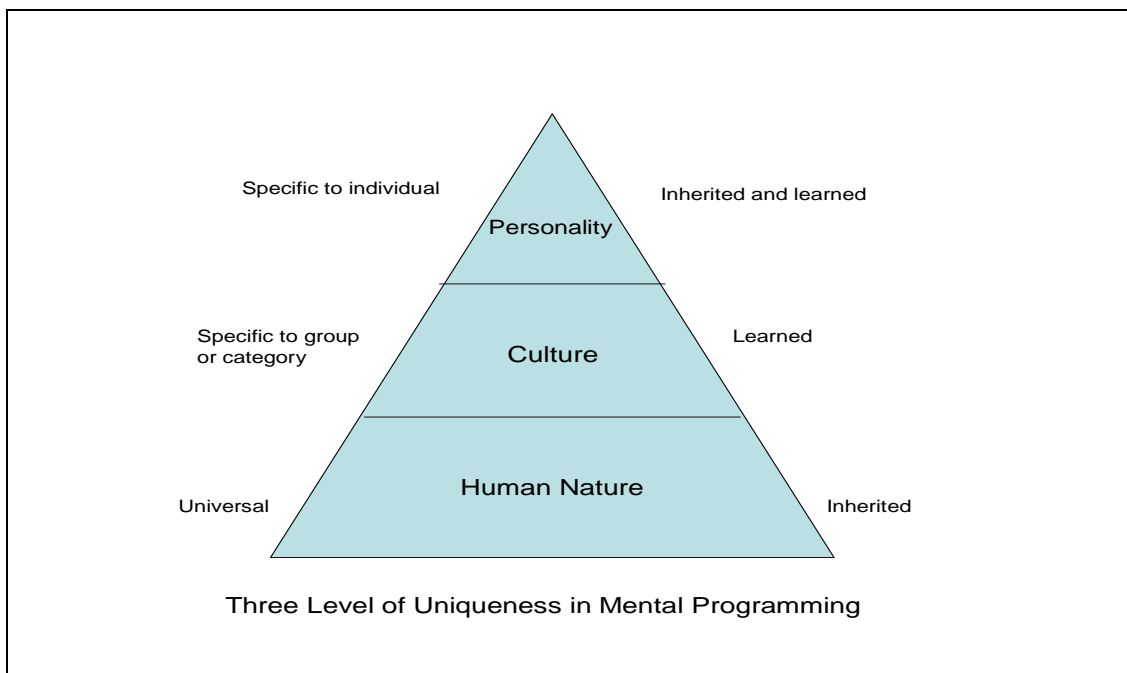 Specific to individual
Inherited and learned
Personality
Specific to group
or category
Culture
Learned
Universal
Human Nature
Inherited
Three Level of Uniqueness in Mental Programming